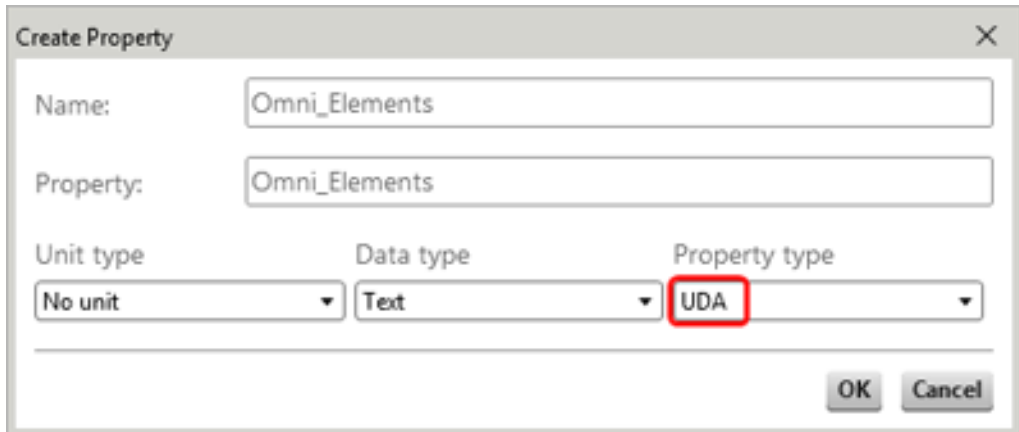 Create Property
Name: Omni_Elements
Property: Omni_Elements
Unit type Data type Property type
No unit Text UDA
OK Cancel